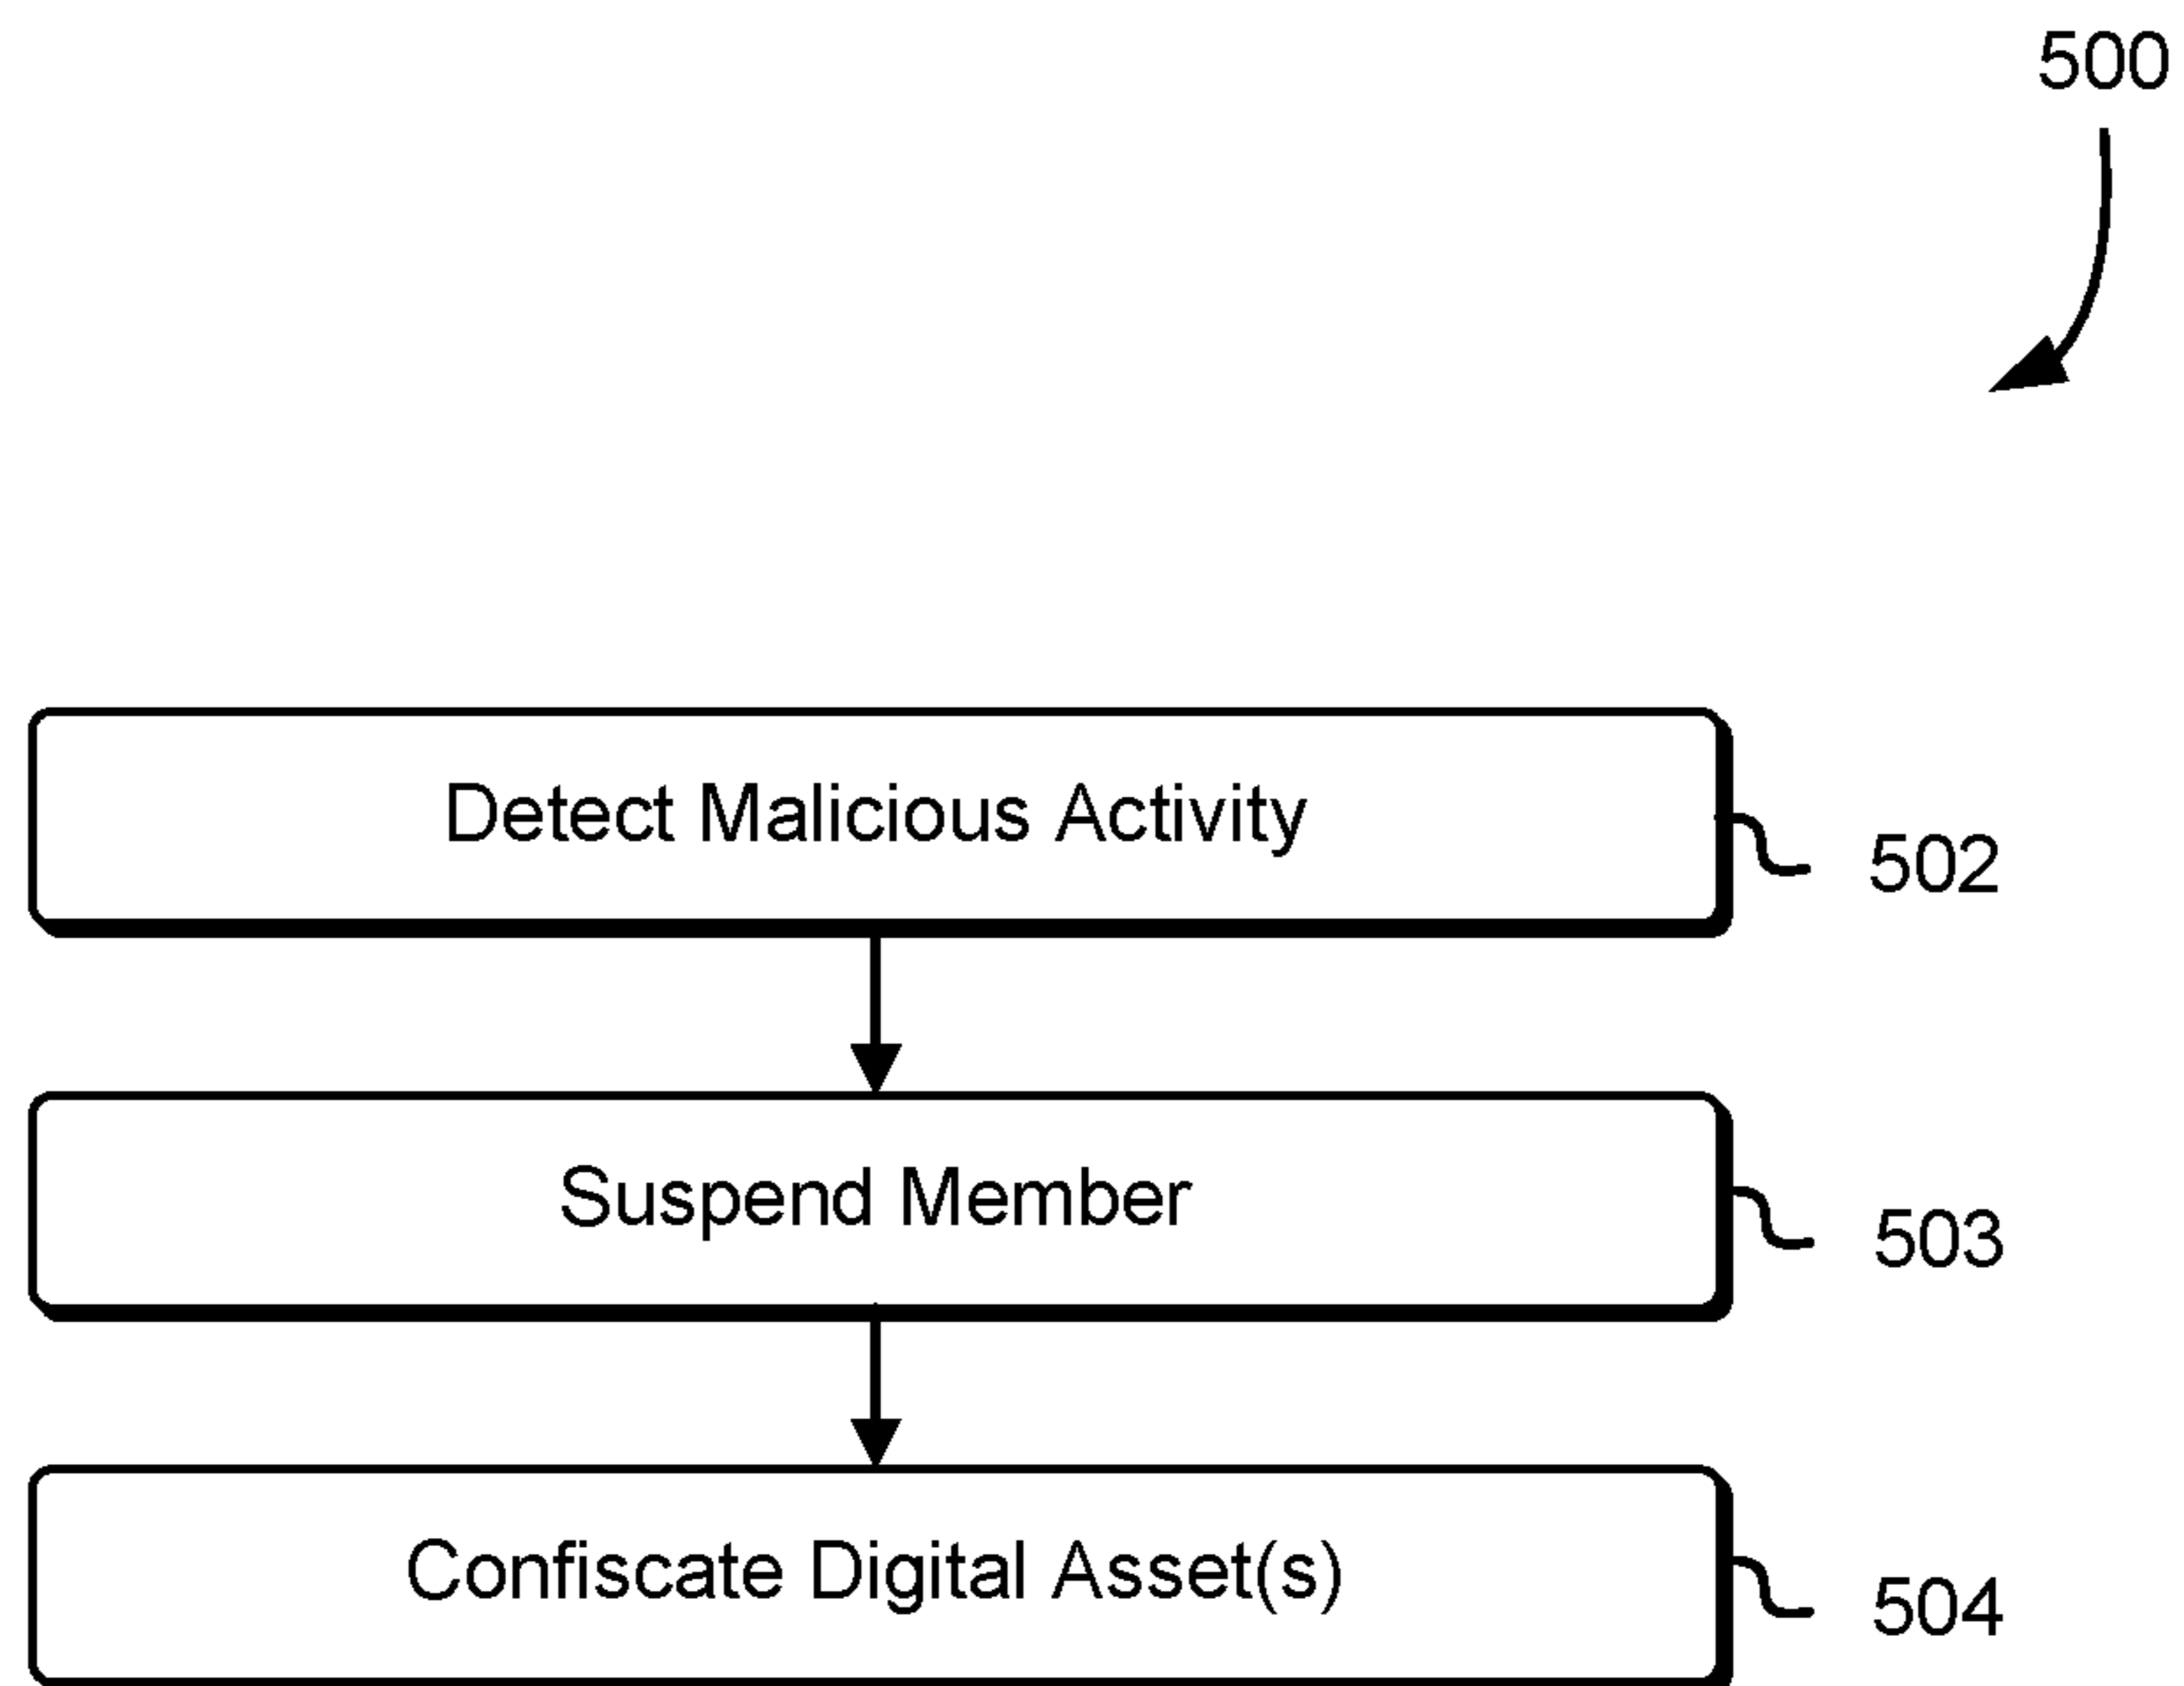 500
Detect Malicious Activity
502
Suspend Member
503
Confiscate Digital Asset(s)
504